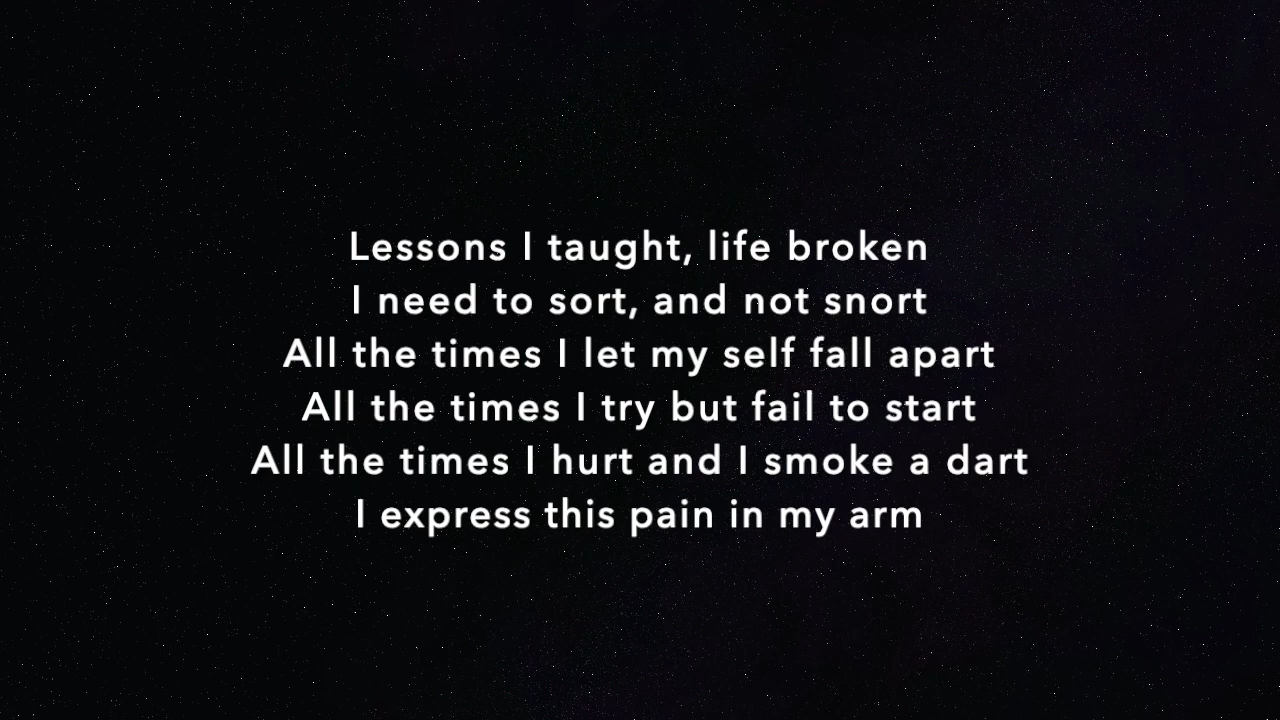 Lessons I taught, life broken
I need to sort, and not snort
All the times I let my self fall apart
All the times I try but fail to start
All the times I hurt and I smoke a dart
I express this pain in my arm